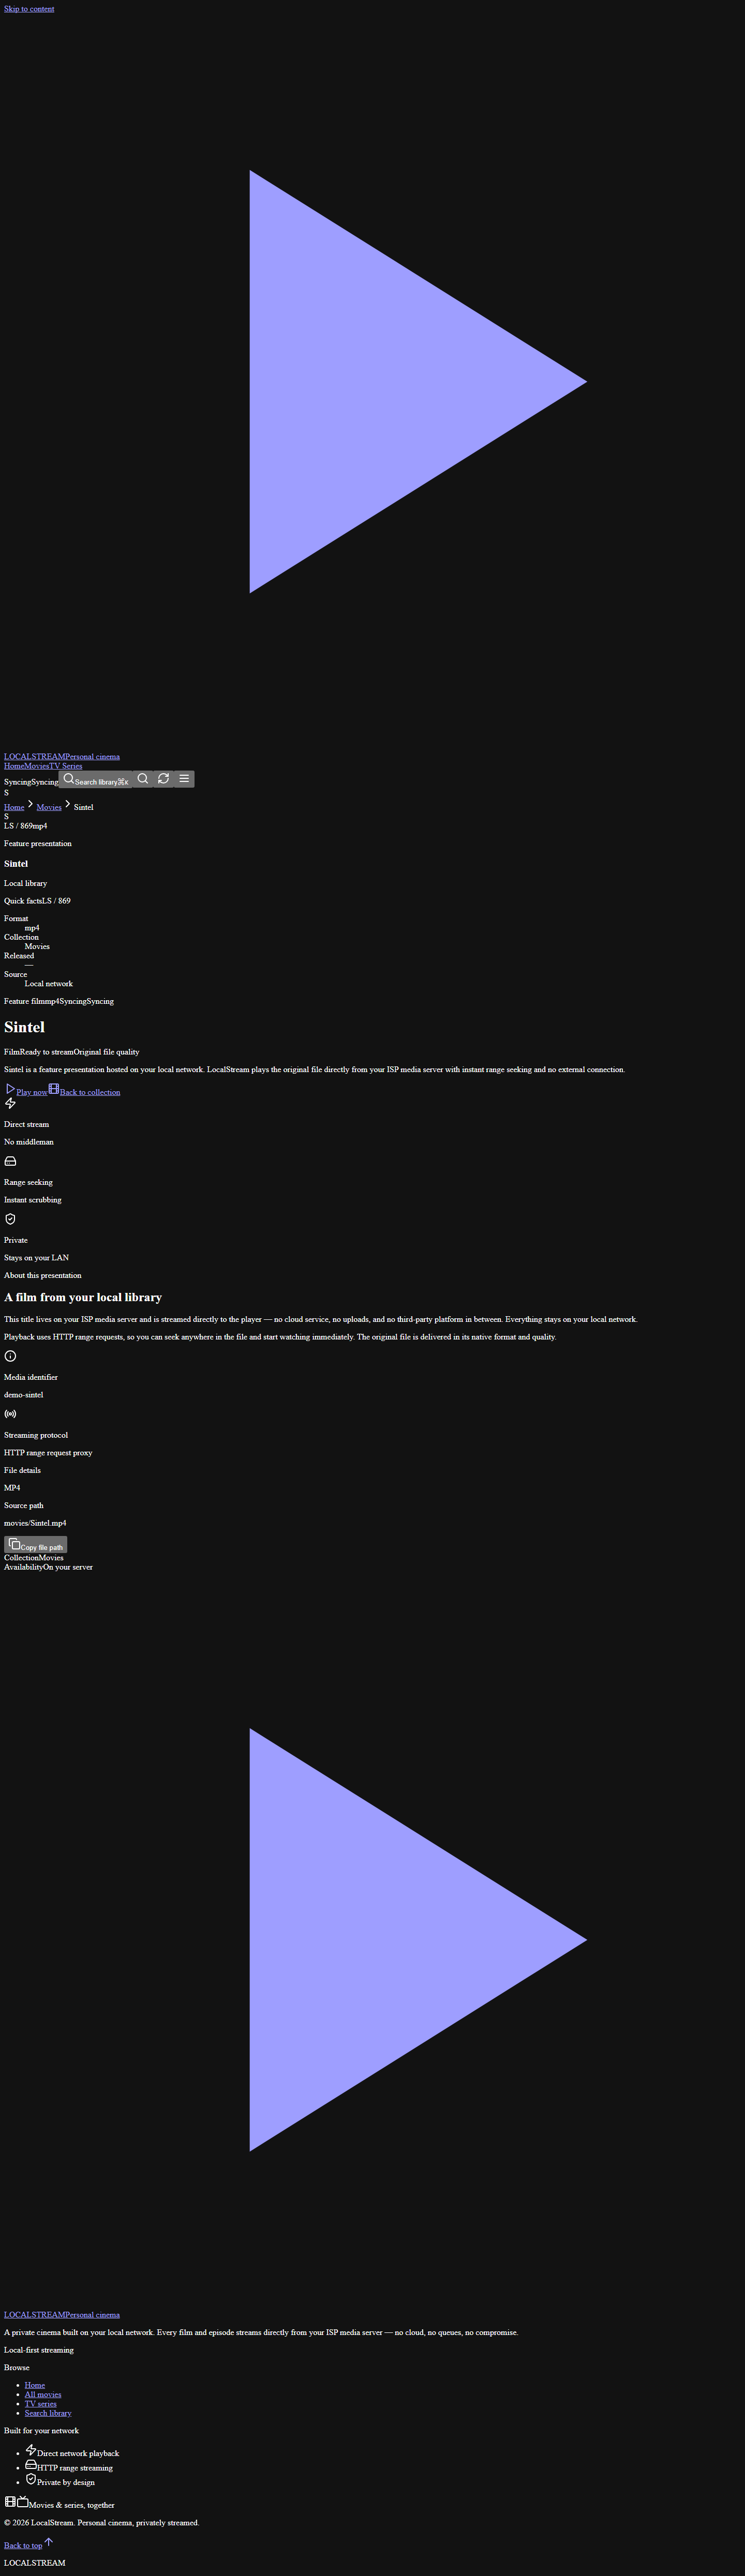 Skip to content
LOCALSTREAMPersonal cinema
HomeMoviesTV Series
SyncingSyncingSearch library⌘K
S
Home Movies Sintel
S
LS / 869mp4
Feature presentation
Sintel
Local library
Quick factsLS / 869
Format
mp4
Collection
Movies
Released
—
Source
Local network
Feature filmmp4SyncingSyncing
Sintel
FilmReady to streamOriginal file quality
Sintel is a feature presentation hosted on your local network. LocalStream plays the original file directly from your ISP media server with instant range seeking and no external connection.
Play nowBack to collection
Direct stream
No middleman
Range seeking
Instant scrubbing
Private
Stays on your LAN
About this presentation
A film from your local library
This title lives on your ISP media server and is streamed directly to the player — no cloud service, no uploads, and no third-party platform in between. Everything stays on your local network.
Playback uses HTTP range requests, so you can seek anywhere in the file and start watching immediately. The original file is delivered in its native format and quality.
Media identifier
demo-sintel
Streaming protocol
HTTP range request proxy
File details
MP4
Source path
movies/Sintel.mp4
Copy file path
CollectionMovies
AvailabilityOn your server
LOCALSTREAMPersonal cinema
A private cinema built on your local network. Every film and episode streams directly from your ISP media server — no cloud, no queues, no compromise.
Local-first streaming
Browse
Home
All movies
TV series
Search library
Built for your network
Direct network playback
HTTP range streaming
Private by design
Movies & series, together
© 2026 LocalStream. Personal cinema, privately streamed.
Back to top
LOCALSTREAM